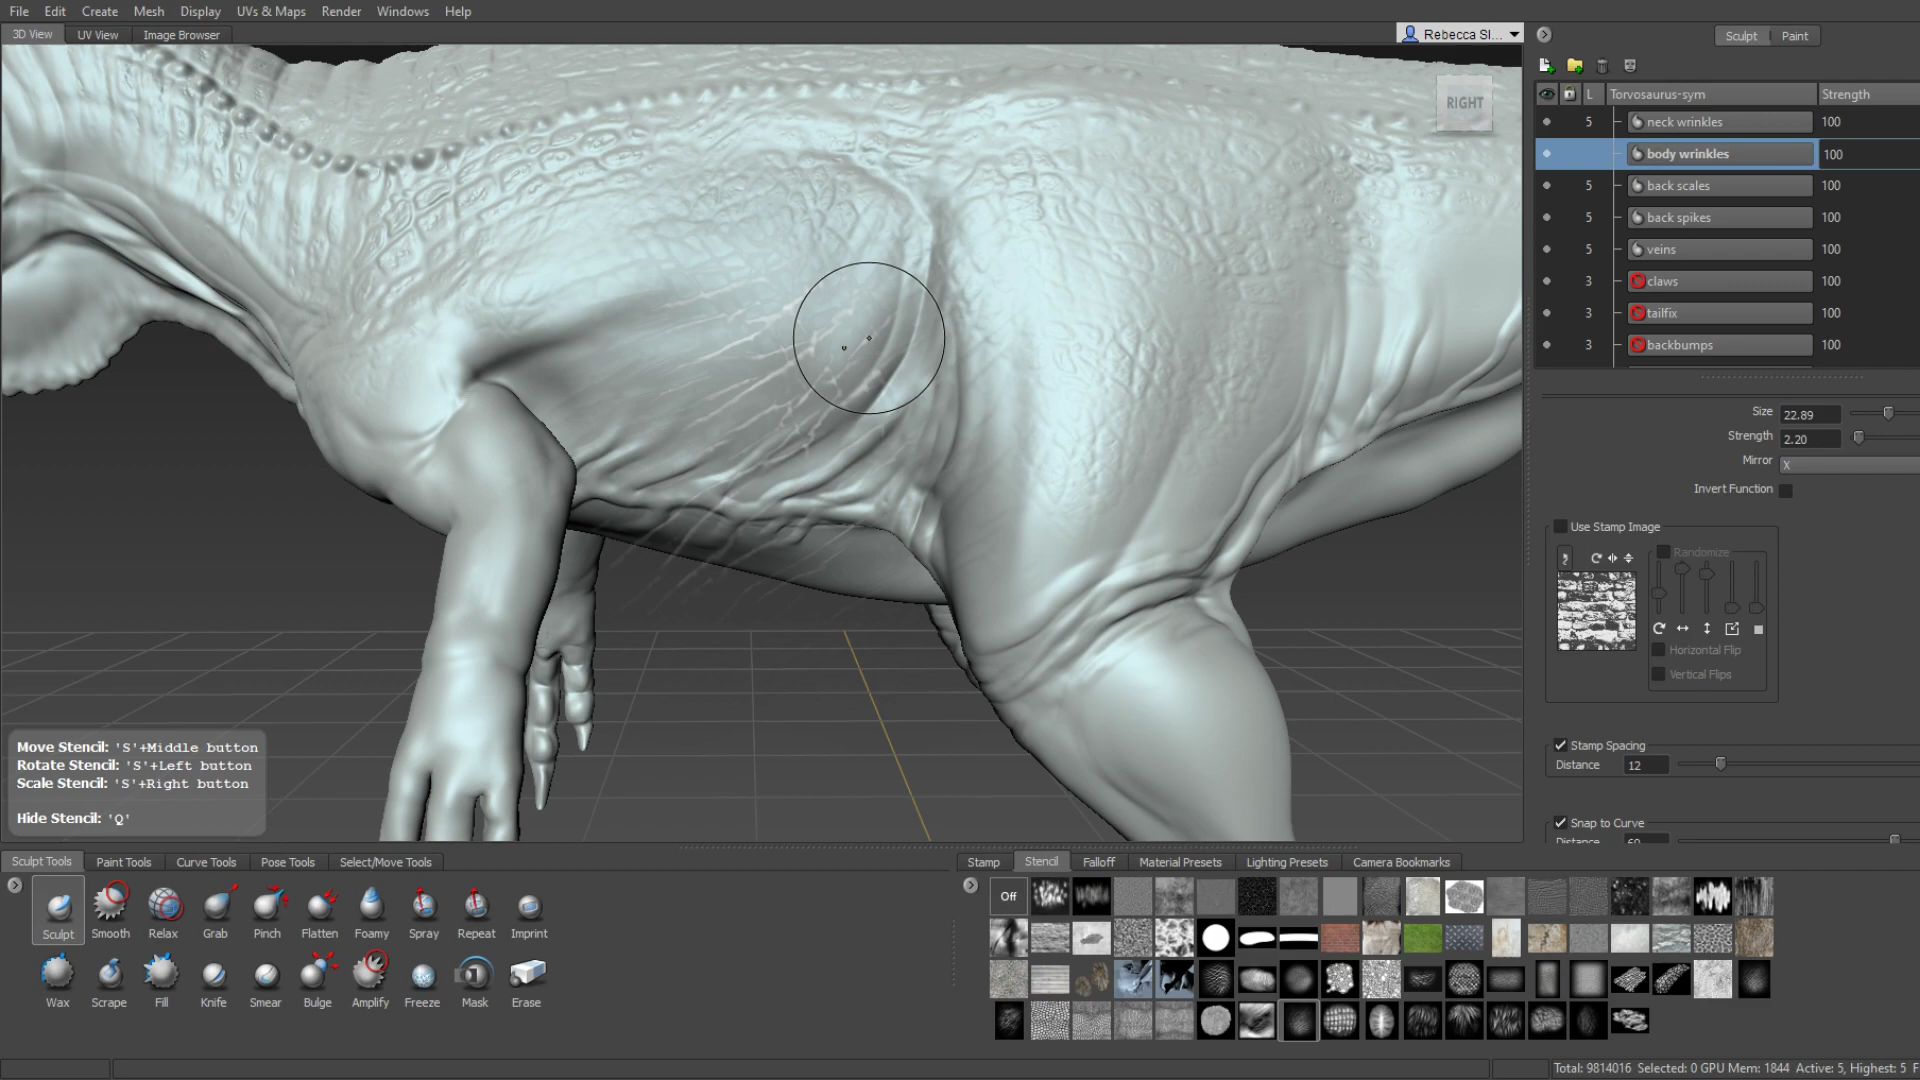 File Edit Create Mesh Sculpt Display UVs & Maps Render Windows Help
3D View UV View Image Browser
Rebecca Sl...
Sculpt Paint
RIGHT
L Torvosaurus-sym Strength
5 neck wrinkles 100
body wrinkles 100
5 back scales 100
5 back spikes 100
5 veins 100
3 claws 100
3 tailfix 100
3 backbumps 100
Size 22.89
Strength 2.20
Mirror X
Invert Function
Use Stamp Image
Randomize
Horizontal Flip
Vertical Flips
Stamp Spacing
Distance 12
Snap to Curve
Distance 60
Move Stencil: 'S'+Middle button
Rotate Stencil: 'S'+Left button
Scale Stencil: 'S'+Right button
Hide Stencil: 'Q'
Sculpt Tools Paint Tools Curve Tools Pose Tools Select/Move Tools
Sculpt Smooth Relax Grab Pinch Flatten Foamy Spray Repeat Imprint
Wax Scrape Fill Knife Smear Bulge Amplify Freeze Mask Erase
Stamp Stencil Falloff Material Presets Lighting Presets Camera Bookmarks
Off
Total: 9814016 Selected: 0 GPU Mem: 1844 Active: 5, Highest: 5 F